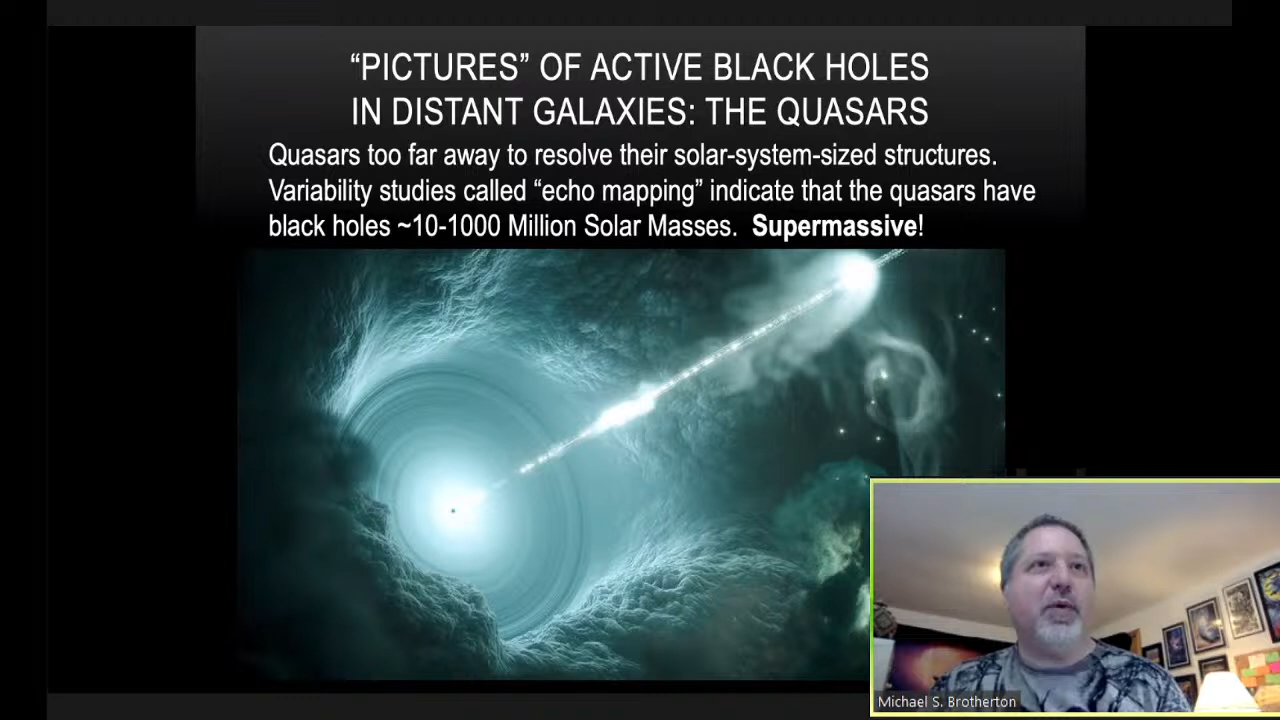 “PICTURES” OF ACTIVE BLACK HOLES
IN DISTANT GALAXIES: THE QUASARS
Quasars too far away to resolve their solar-system-sized structures.
Variability studies called “echo mapping” indicate that the quasars have
black holes ~10-1000 Million Solar Masses.  Supermassive!
Michael S. Brotherton